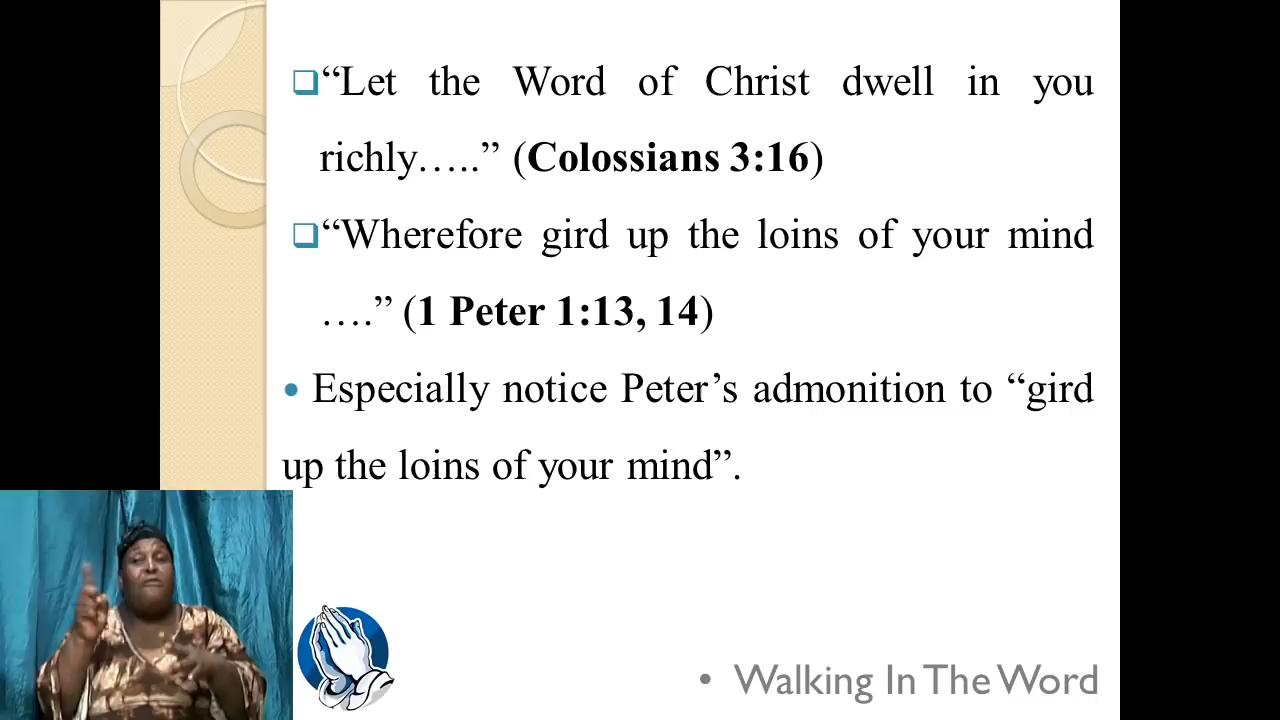 “Let the Word of Christ dwell in you
richly…..” (Colossians 3:16)
“Wherefore gird up the loins of your mind
….” (1 Peter 1:13, 14)
• Especially notice Peter’s admonition to “gird
up the loins of your mind”.
• Walking In The Word